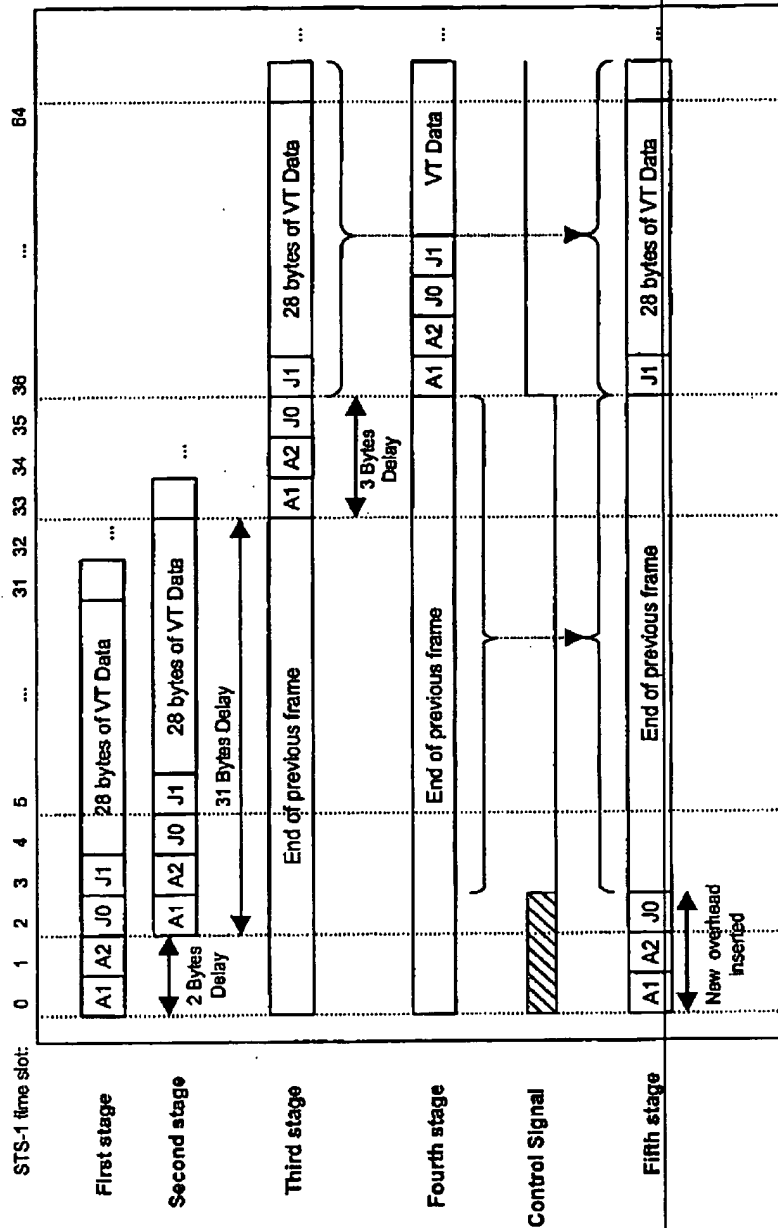 STS-1 time slot: 0 1 2 3 4 5 ... 31 32 33 34 35 36 ... 64
First stage
A1 A2 J0 J1 28 bytes of VT Data ...
Second stage
2 Bytes
Delay
A1 A2 J0 J1 28 bytes of VT Data ...
31 Bytes Delay
Third stage
End of previous frame A1 A2 J0 J1 28 bytes of VT Data ...
3 Bytes
Delay
Fourth stage
End of previous frame A1 A2 J0 J1 VT Data ...
Control Signal
Fifth stage
A1 A2 J0 End of previous frame J1 28 bytes of VT Data ...
New overhead
inserted